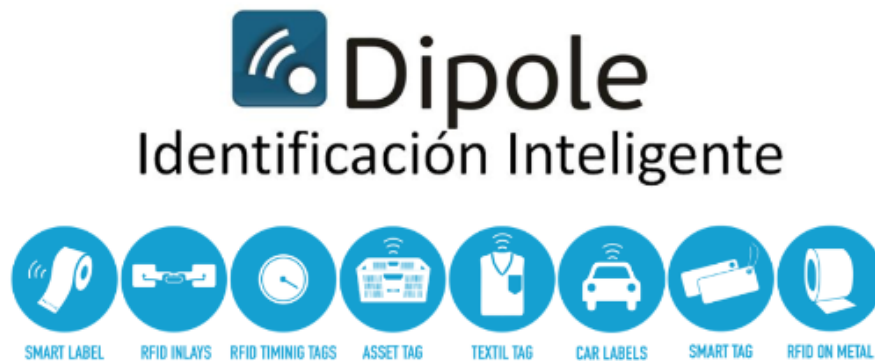 Dipole
Identificación Inteligente
SMART LABEL RFID INLAYS RFID TIMINIG TAGS ASSET TAG TEXTIL TAG CAR LABELS SMART TAG RFID ON METAL